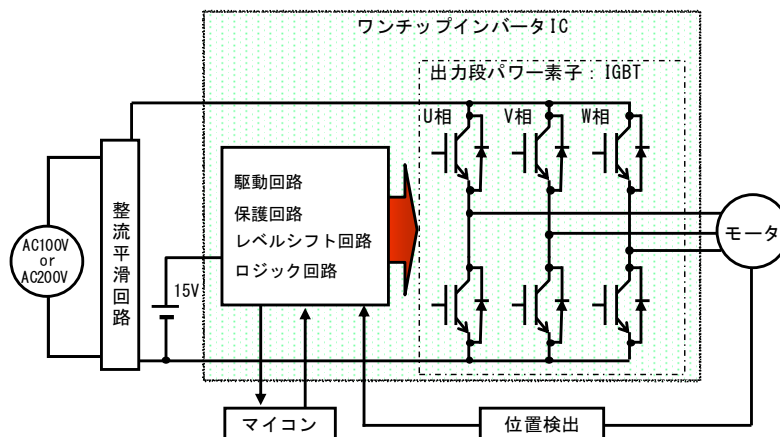 ワンチップインバータIC
出力段パワー素子：IGBT
U相
V相
W相
駆動回路
保護回路
レベルシフト回路
ロジック回路
整流平滑回路
AC100V
or
AC200V
15V
モータ
マイコン
位置検出